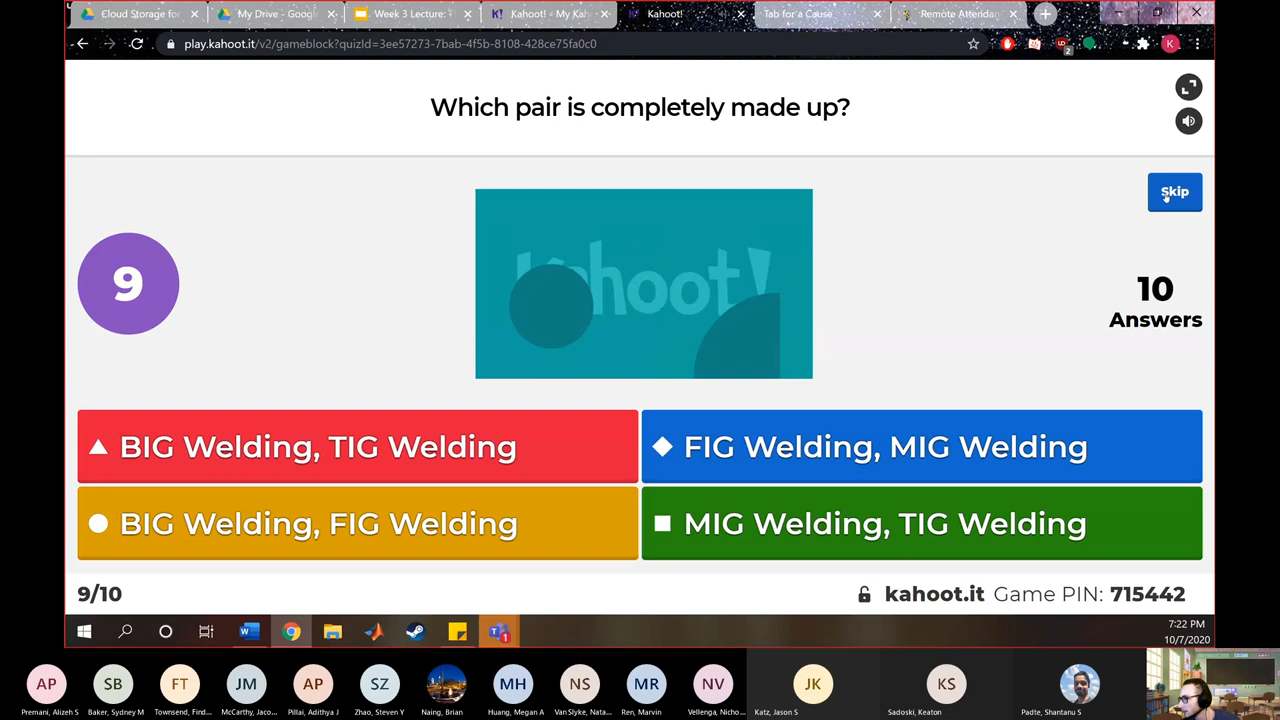 Cloud Storage for
My Drive - Google
Week 3 Lecture: T
Kahoot! - My Kah
Kahoot!
Tab for a Cause
Remote Attendan
play.kahoot.it/v2/gameblock?quizId=3ee57273-7bab-4f5b-8108-428ce75fa0c0
2
K
Which pair is completely made up?
Skip
9
Kahoot!
10
Answers
BIG Welding, TIG Welding
FIG Welding, MIG Welding
BIG Welding, FIG Welding
MIG Welding, TIG Welding
9/10
kahoot.it Game PIN: 715442
1
7:22 PM
10/7/2020
AP
SB
FT
JM
AP
SZ
MH
NS
MR
NV
JK
KS
Premani, Alizeh S
Baker, Sydney M
Townsend, Find...
McCarthy, Jaco...
Pillai, Adithya J
Zhao, Steven Y
Naing, Brian
Huang, Megan A
Van Slyke, Nata...
Ren, Marvin
Vellenga, Nicho...
Katz, Jason S
Sadoski, Keaton
Padte, Shantanu S